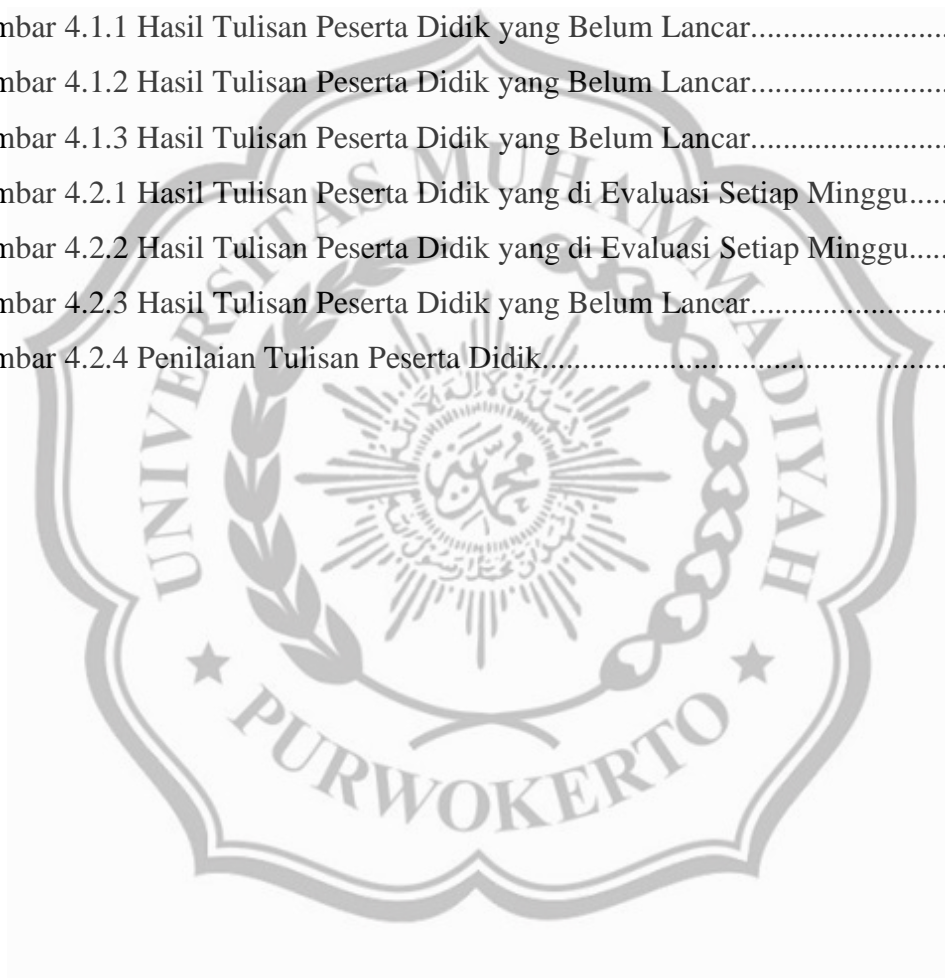 mbar 4.1.1 Hasil Tulisan Peserta Didik yang Belum Lancar........................
mbar 4.1.2 Hasil Tulisan Peserta Didik yang Belum Lancar........................
mbar 4.1.3 Hasil Tulisan Peserta Didik yang Belum Lancar........................
mbar 4.2.1 Hasil Tulisan Peserta Didik yang di Evaluasi Setiap Minggu.....
mbar 4.2.2 Hasil Tulisan Peserta Didik yang di Evaluasi Setiap Minggu.....
mbar 4.2.3 Hasil Tulisan Peserta Didik yang Belum Lancar........................
mbar 4.2.4 Penilaian Tulisan Peserta Didik.................................................
UNIVERSITAS MUHAMMADIYAH
PURWOKERTO
محمدية